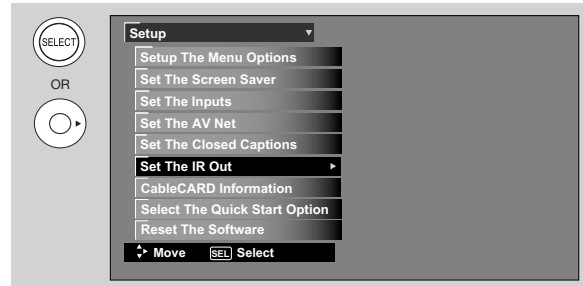 SELECT
OR
Setup
Setup The Menu Options
Set The Screen Saver
Set The Inputs
Set The AV Net
Set The Closed Captions
Set The IR Out
CableCARD Information
Select The Quick Start Option
Reset The Software
Move SEL Select